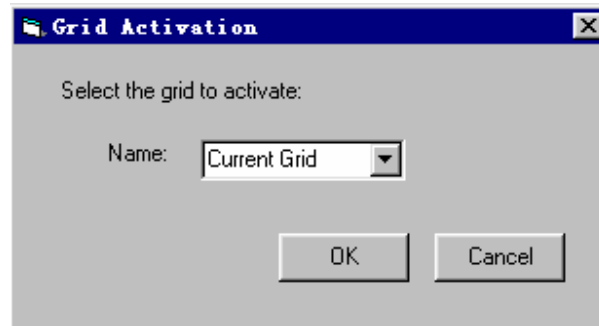 Grid Activation
Select the grid to activate:
Name: Current Grid
OK Cancel